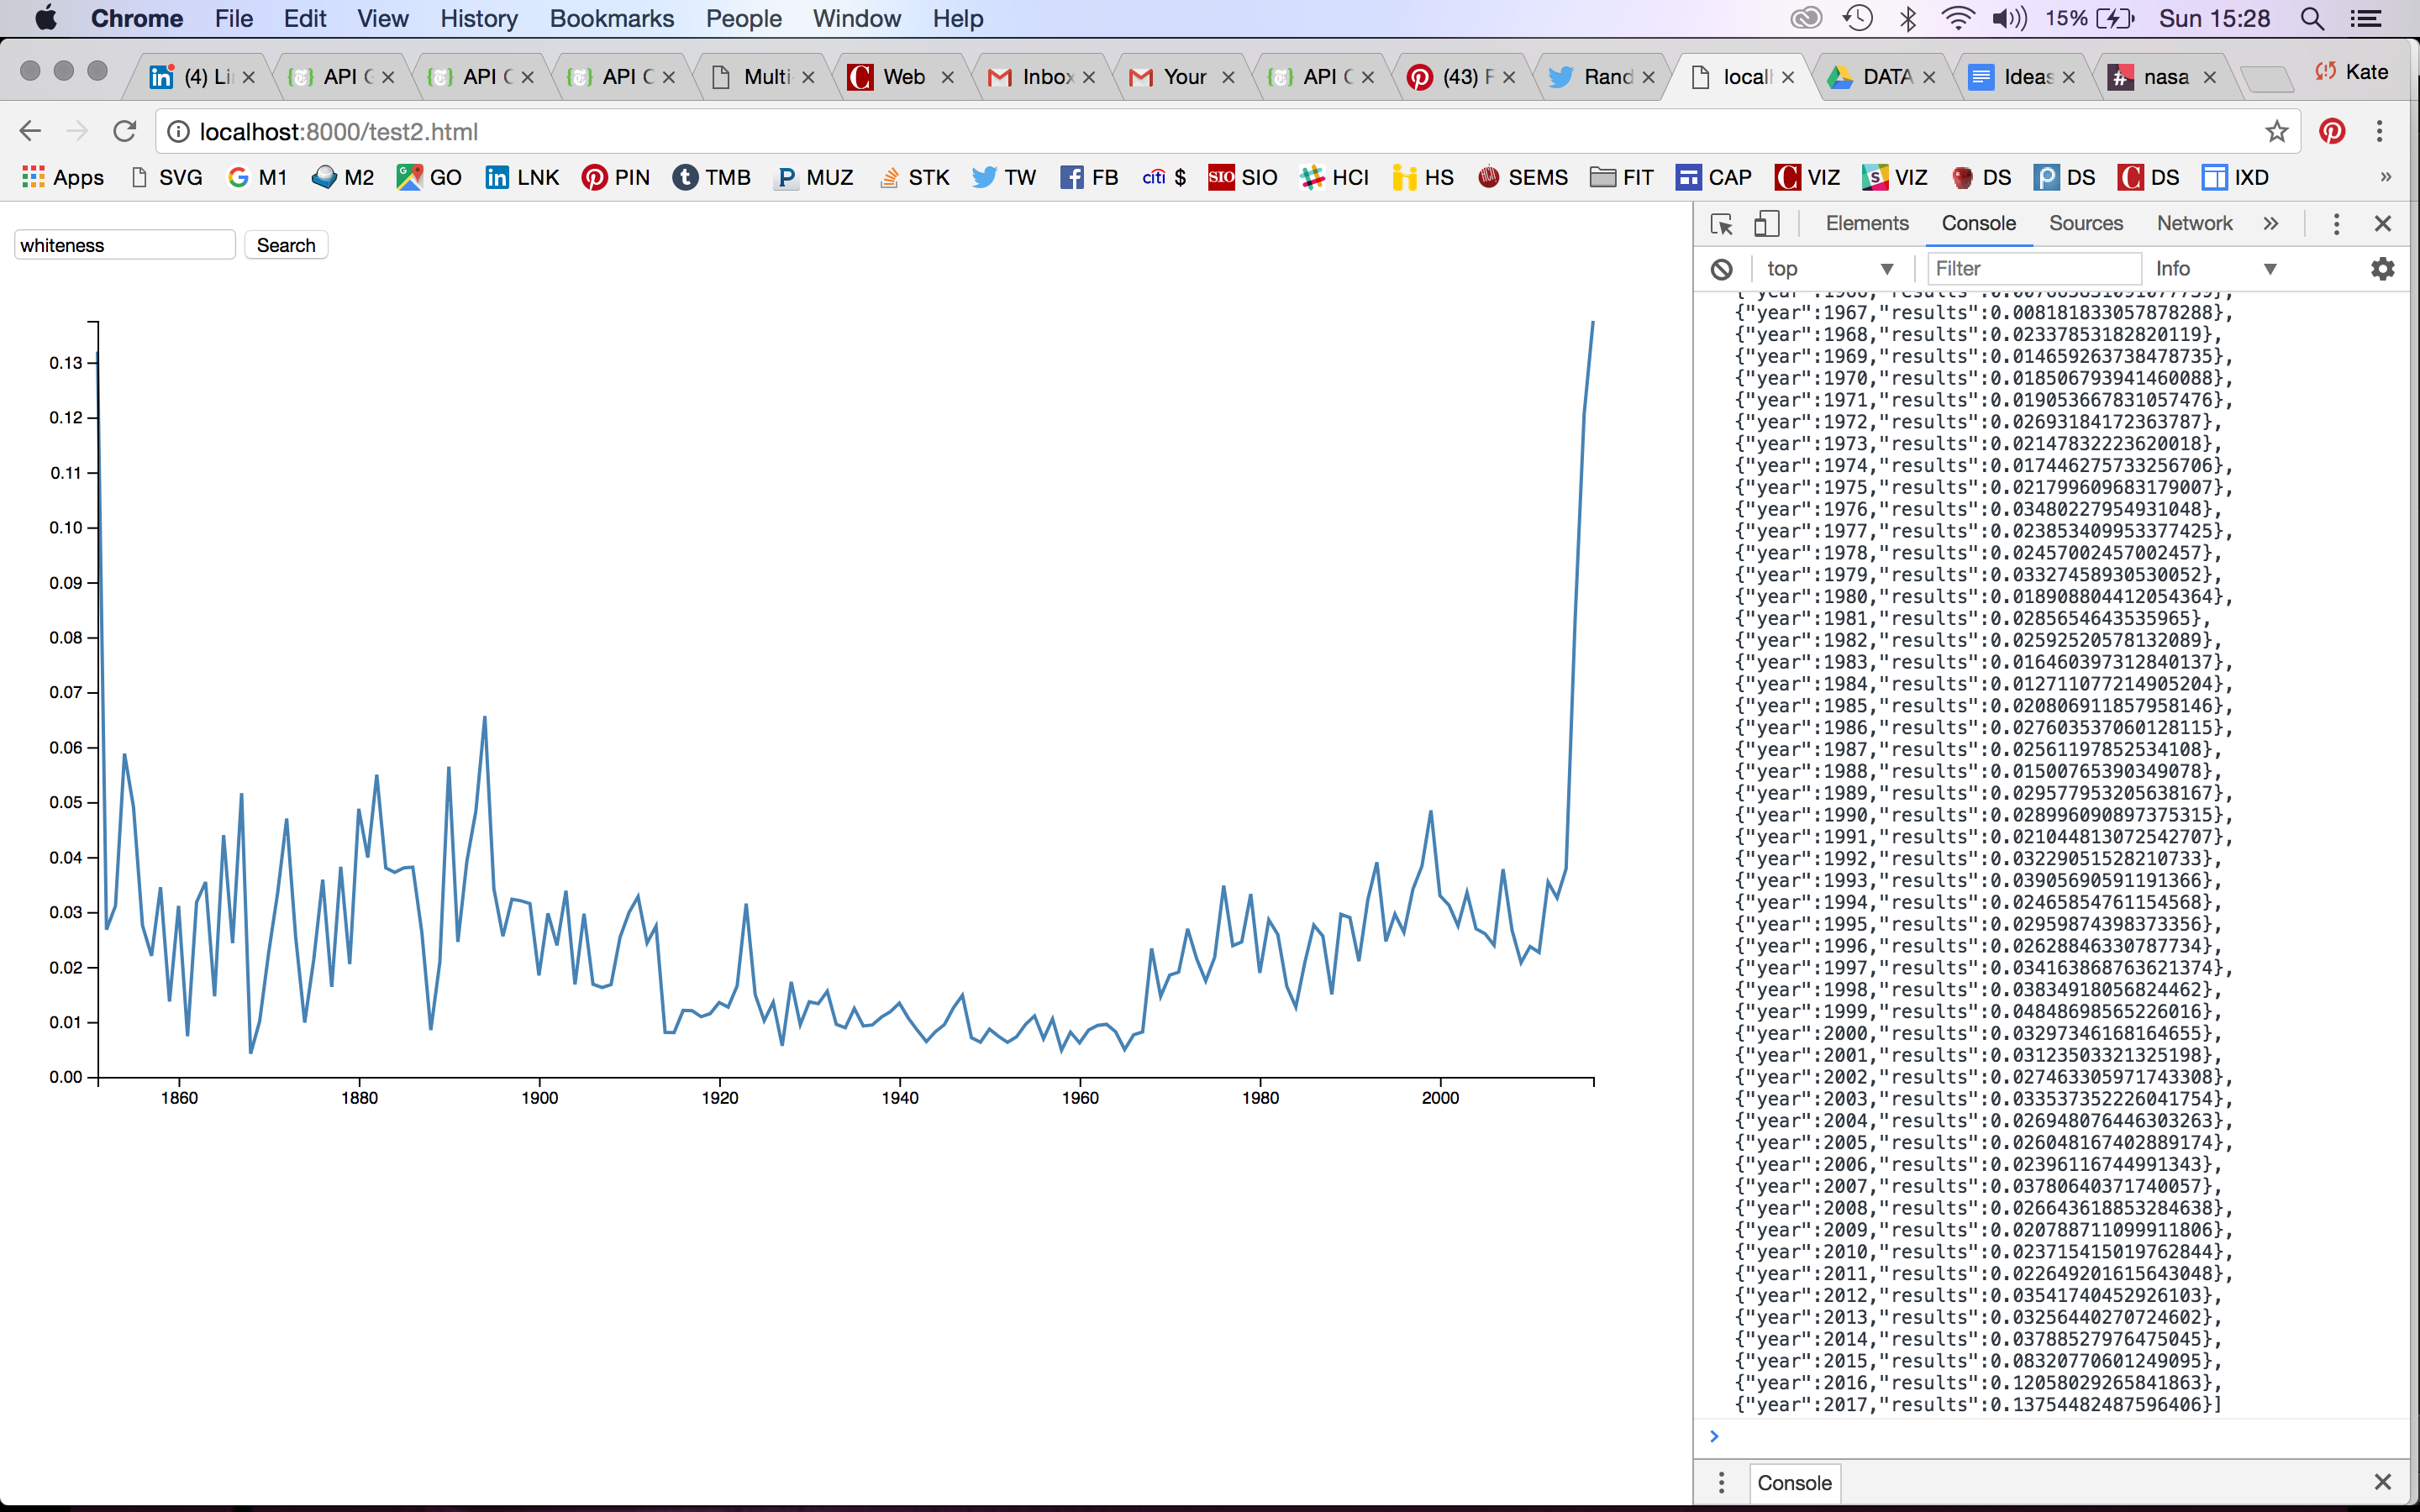 Chrome File Edit View History Bookmarks People Window Help 15% Sun 15:28
(4) Li API C API C API C Multi Web Inbox Your API C (43) F Rand local DATA Ideas nasa Kate
localhost:8000/test2.html
Apps SVG M1 M2 GO LNK PIN TMB MUZ STK TW FB citi $ SIO HCI HS SEMS FIT CAP VIZ VIZ DS DS DS IXD »
whiteness Search
0.13
0.12
0.11
0.10
0.09
0.08
0.07
0.06
0.05
0.04
0.03
0.02
0.01
0.00
1860 1880 1900 1920 1940 1960 1980 2000
Elements Console Sources Network »
top Filter Info
{"year":1967,"results":0.008181833057878288},
{"year":1968,"results":0.02337853182820119},
{"year":1969,"results":0.014659263738478735},
{"year":1970,"results":0.018506793941460088},
{"year":1971,"results":0.019053667831057476},
{"year":1972,"results":0.02693184172363787},
{"year":1973,"results":0.02147832223620018},
{"year":1974,"results":0.017446275733256706},
{"year":1975,"results":0.021799609683179007},
{"year":1976,"results":0.03480227954931048},
{"year":1977,"results":0.023853409953377425},
{"year":1978,"results":0.02457002457002457},
{"year":1979,"results":0.03327458930530052},
{"year":1980,"results":0.018908804412054364},
{"year":1981,"results":0.0285654643535965},
{"year":1982,"results":0.02592520578132089},
{"year":1983,"results":0.016460397312840137},
{"year":1984,"results":0.012711077214905204},
{"year":1985,"results":0.020806911857958146},
{"year":1986,"results":0.027603537060128115},
{"year":1987,"results":0.02561197852534108},
{"year":1988,"results":0.01500765390349078},
{"year":1989,"results":0.029577953205638167},
{"year":1990,"results":0.028996090897375315},
{"year":1991,"results":0.021044813072542707},
{"year":1992,"results":0.03229051528210733},
{"year":1993,"results":0.03905690591191366},
{"year":1994,"results":0.02465854761154568},
{"year":1995,"results":0.02959874398373356},
{"year":1996,"results":0.02628846330787734},
{"year":1997,"results":0.034163868763621374},
{"year":1998,"results":0.03834918056824462},
{"year":1999,"results":0.04848698565226016},
{"year":2000,"results":0.03297346168164655},
{"year":2001,"results":0.03123503321325198},
{"year":2002,"results":0.027463305971743308},
{"year":2003,"results":0.033537352226041754},
{"year":2004,"results":0.026948076446303263},
{"year":2005,"results":0.026048167402889174},
{"year":2006,"results":0.02396116744991343},
{"year":2007,"results":0.03780640371740057},
{"year":2008,"results":0.026643618853284638},
{"year":2009,"results":0.020788711099911806},
{"year":2010,"results":0.023715415019762844},
{"year":2011,"results":0.022649201615643048},
{"year":2012,"results":0.03541740452926103},
{"year":2013,"results":0.03256440270724602},
{"year":2014,"results":0.03788527976475045},
{"year":2015,"results":0.08320770601249095},
{"year":2016,"results":0.12058029265841863},
{"year":2017,"results":0.13754482487596406}]
>
Console